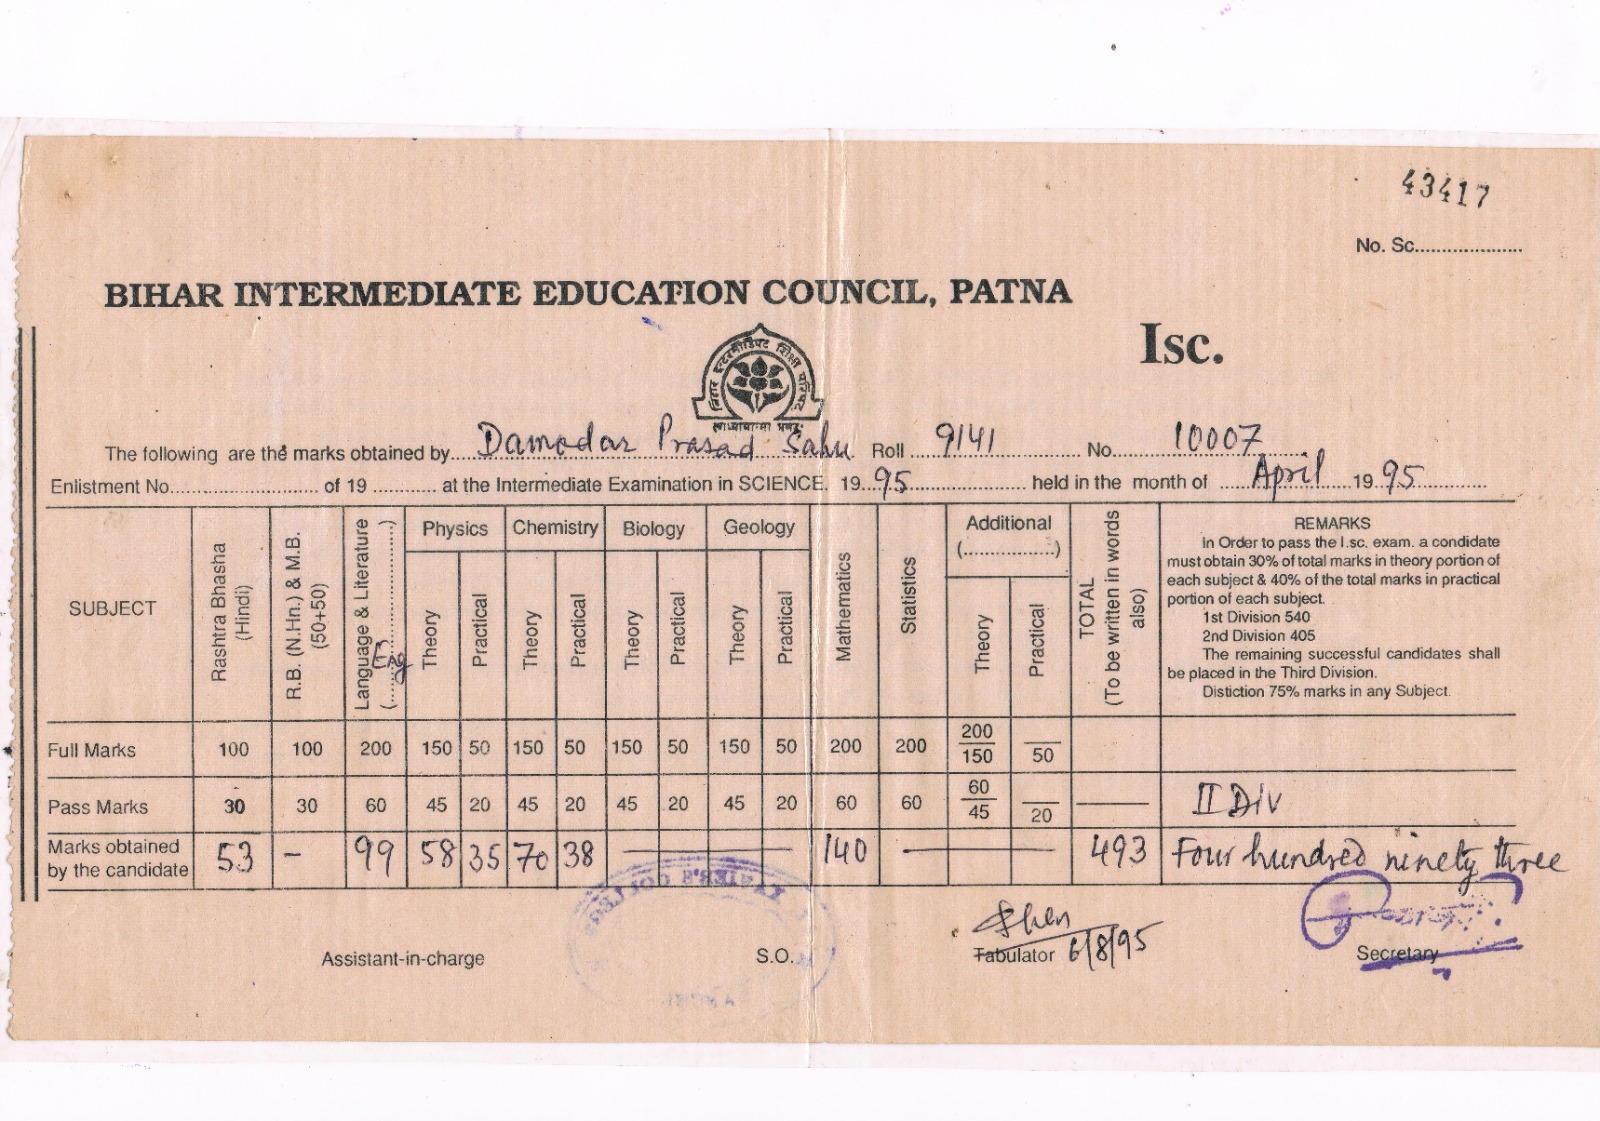 43417
No. Sc....................
BIHAR INTERMEDIATE EDUCATION COUNCIL, PATNA
Isc.
बिहार इन्टरमीडिएट शिक्षा परिषद
The following are the marks obtained by Damodar Prasad Sahu Roll 9141 No. 10007
Enlistment No. of 19 at the Intermediate Examination in SCIENCE. 19 95 held in the month of April 19 95
SUBJECT Rashtra Bhasha (Hindi) R.B. (N.Hn.) & M.B. (50+50) Language & Literature (Eng) Physics Theory Practical Chemistry Theory Practical Biology Theory Practical Geology Theory Practical Mathematics Statistics Additional (..................) Theory Practical TOTAL (To be written in words also)
REMARKS
In Order to pass the I.sc. exam. a candidate
must obtain 30% of total marks in theory portion of
each subject & 40% of the total marks in practical
portion of each subject.
1st Division 540
2nd Division 405
The remaining successful candidates shall
be placed in the Third Division.
Distiction 75% marks in any Subject.
Full Marks 100 100 200 150 50 150 50 150 50 150 50 200 200 200/150 50
Pass Marks 30 30 60 45 20 45 20 45 20 45 20 60 60 60/45 20 II Div
Marks obtained by the candidate 53 - 99 58 35 70 38 140 493 Four hundred ninety three
XAVIER'S COLLEGE
Assistant-in-charge S.O. Tabulator 6/8/95 Secretary